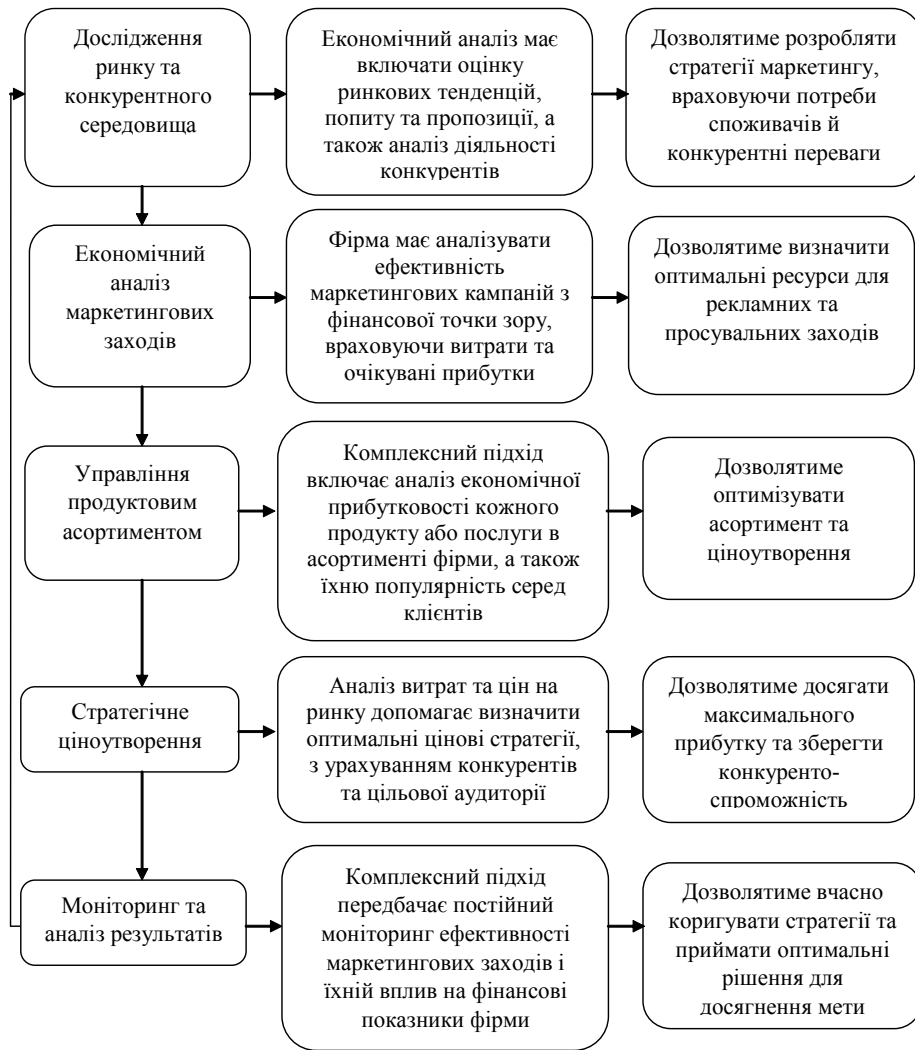 Дослідження
ринку та
конкурентного
середовища
Економічний аналіз має
включати оцінку
ринкових тенденцій,
попиту та пропозиції, а
також аналіз діяльності
конкурентів
Дозволятиме розробляти
стратегії маркетингу,
враховуючи потреби
споживачів й
конкурентні переваги
Економічний
аналіз
маркетингових
заходів
Фірма має аналізувати
ефективність
маркетингових кампаній з
фінансової точки зору,
враховуючи витрати та
очікувані прибутки
Дозволятиме визначити
оптимальні ресурси для
рекламних та
просувальних заходів
Управління
продуктовим
асортиментом
Комплексний підхід
включає аналіз економічної
прибутковості кожного
продукту або послуги в
асортименті фірми, а також
їхню популярність серед
клієнтів
Дозволятиме
оптимізувати
асортимент та
ціноутворення
Стратегічне
ціноутворення
Аналіз витрат та цін на
ринку допомагає визначити
оптимальні цінові стратегії,
з урахуванням конкурентів
та цільової аудиторії
Дозволятиме досягати
максимального
прибутку та зберегти
конкуренто-
спроможність
Моніторинг та
аналіз результатів
Комплексний підхід
передбачає постійний
моніторинг ефективності
маркетингових заходів і
їхній вплив на фінансові
показники фірми
Дозволятиме вчасно
коригувати стратегії та
приймати оптимальні
рішення для
досягнення мети